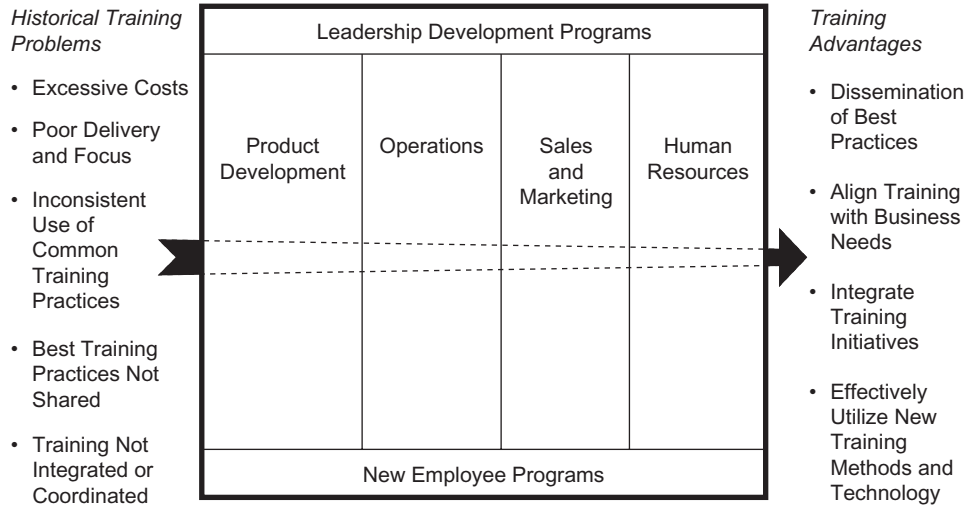 Historical Training
Problems
• Excessive Costs
• Poor Delivery
and Focus
• Inconsistent
Use of
Common
Training
Practices
• Best Training
Practices Not
Shared
• Training Not
Integrated or
Coordinated
Leadership Development Programs
Product
Development
Operations
Sales
and
Marketing
Human
Resources
New Employee Programs
Training
Advantages
• Dissemination
of Best
Practices
• Align Training
with Business
Needs
• Integrate
Training
Initiatives
• Effectively
Utilize New
Training
Methods and
Technology